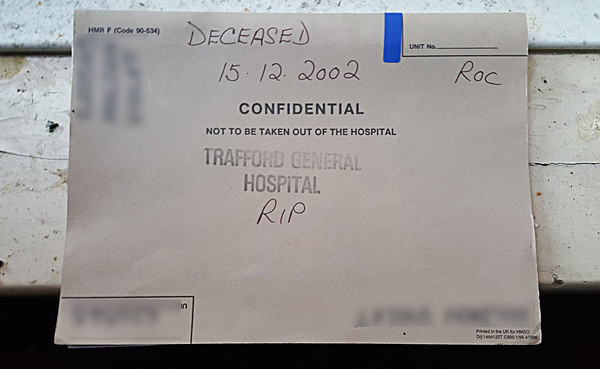 HMR F (Code 90-534)
DECEASED
UNIT No.
15.12.2002
ROC
CONFIDENTIAL
NOT TO BE TAKEN OUT OF THE HOSPITAL
TRAFFORD GENERAL
HOSPITAL
RIP
Printed in the UK for HMSO